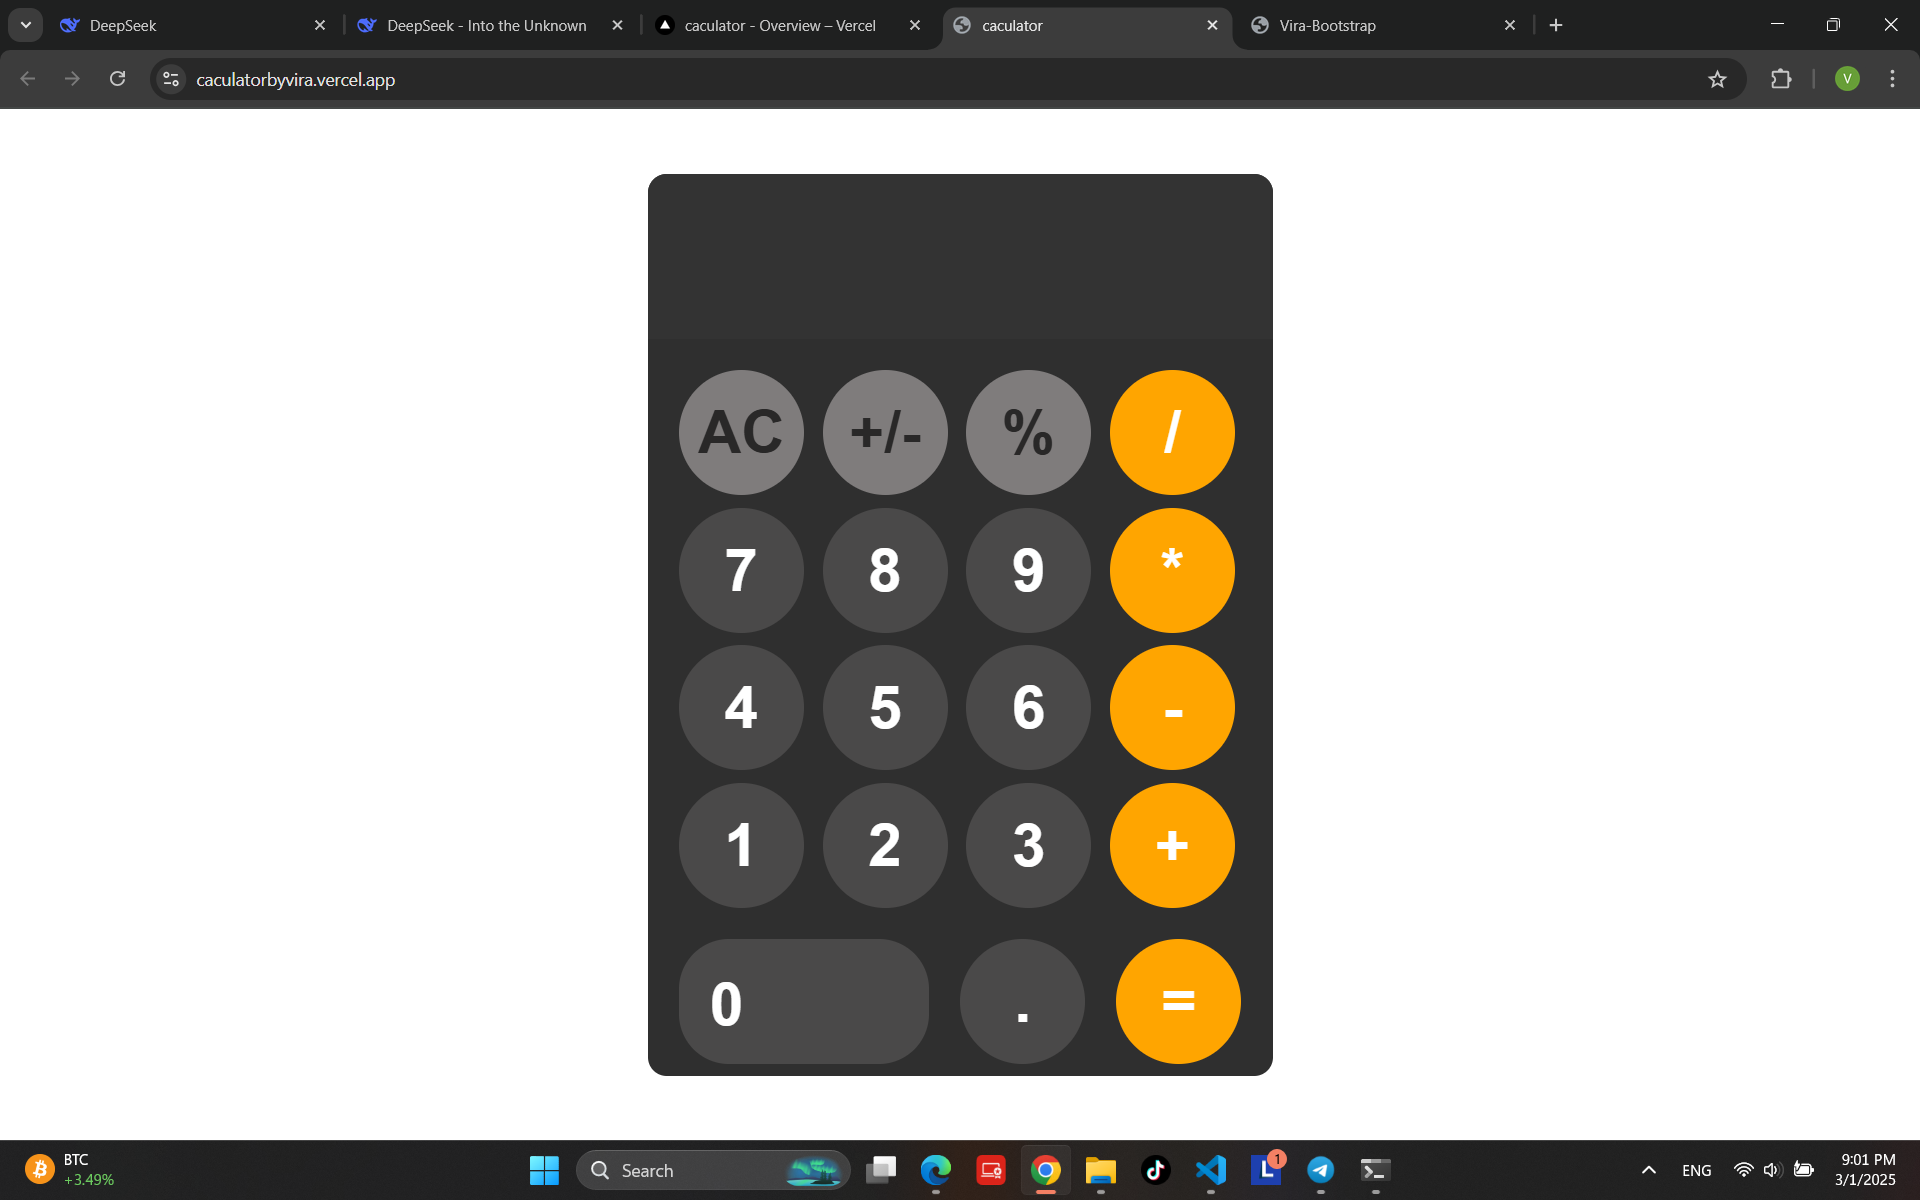 DeepSeek
DeepSeek - Into the Unknown
caculator - Overview – Vercel
caculator
Vira-Bootstrap
caculatorbyvira.vercel.app
V
AC +/- % /
7 8 9 *
4 5 6 -
1 2 3 +
0 . =
BTC
+3.49%
Search
L
1
ENG
9:01 PM
3/1/2025